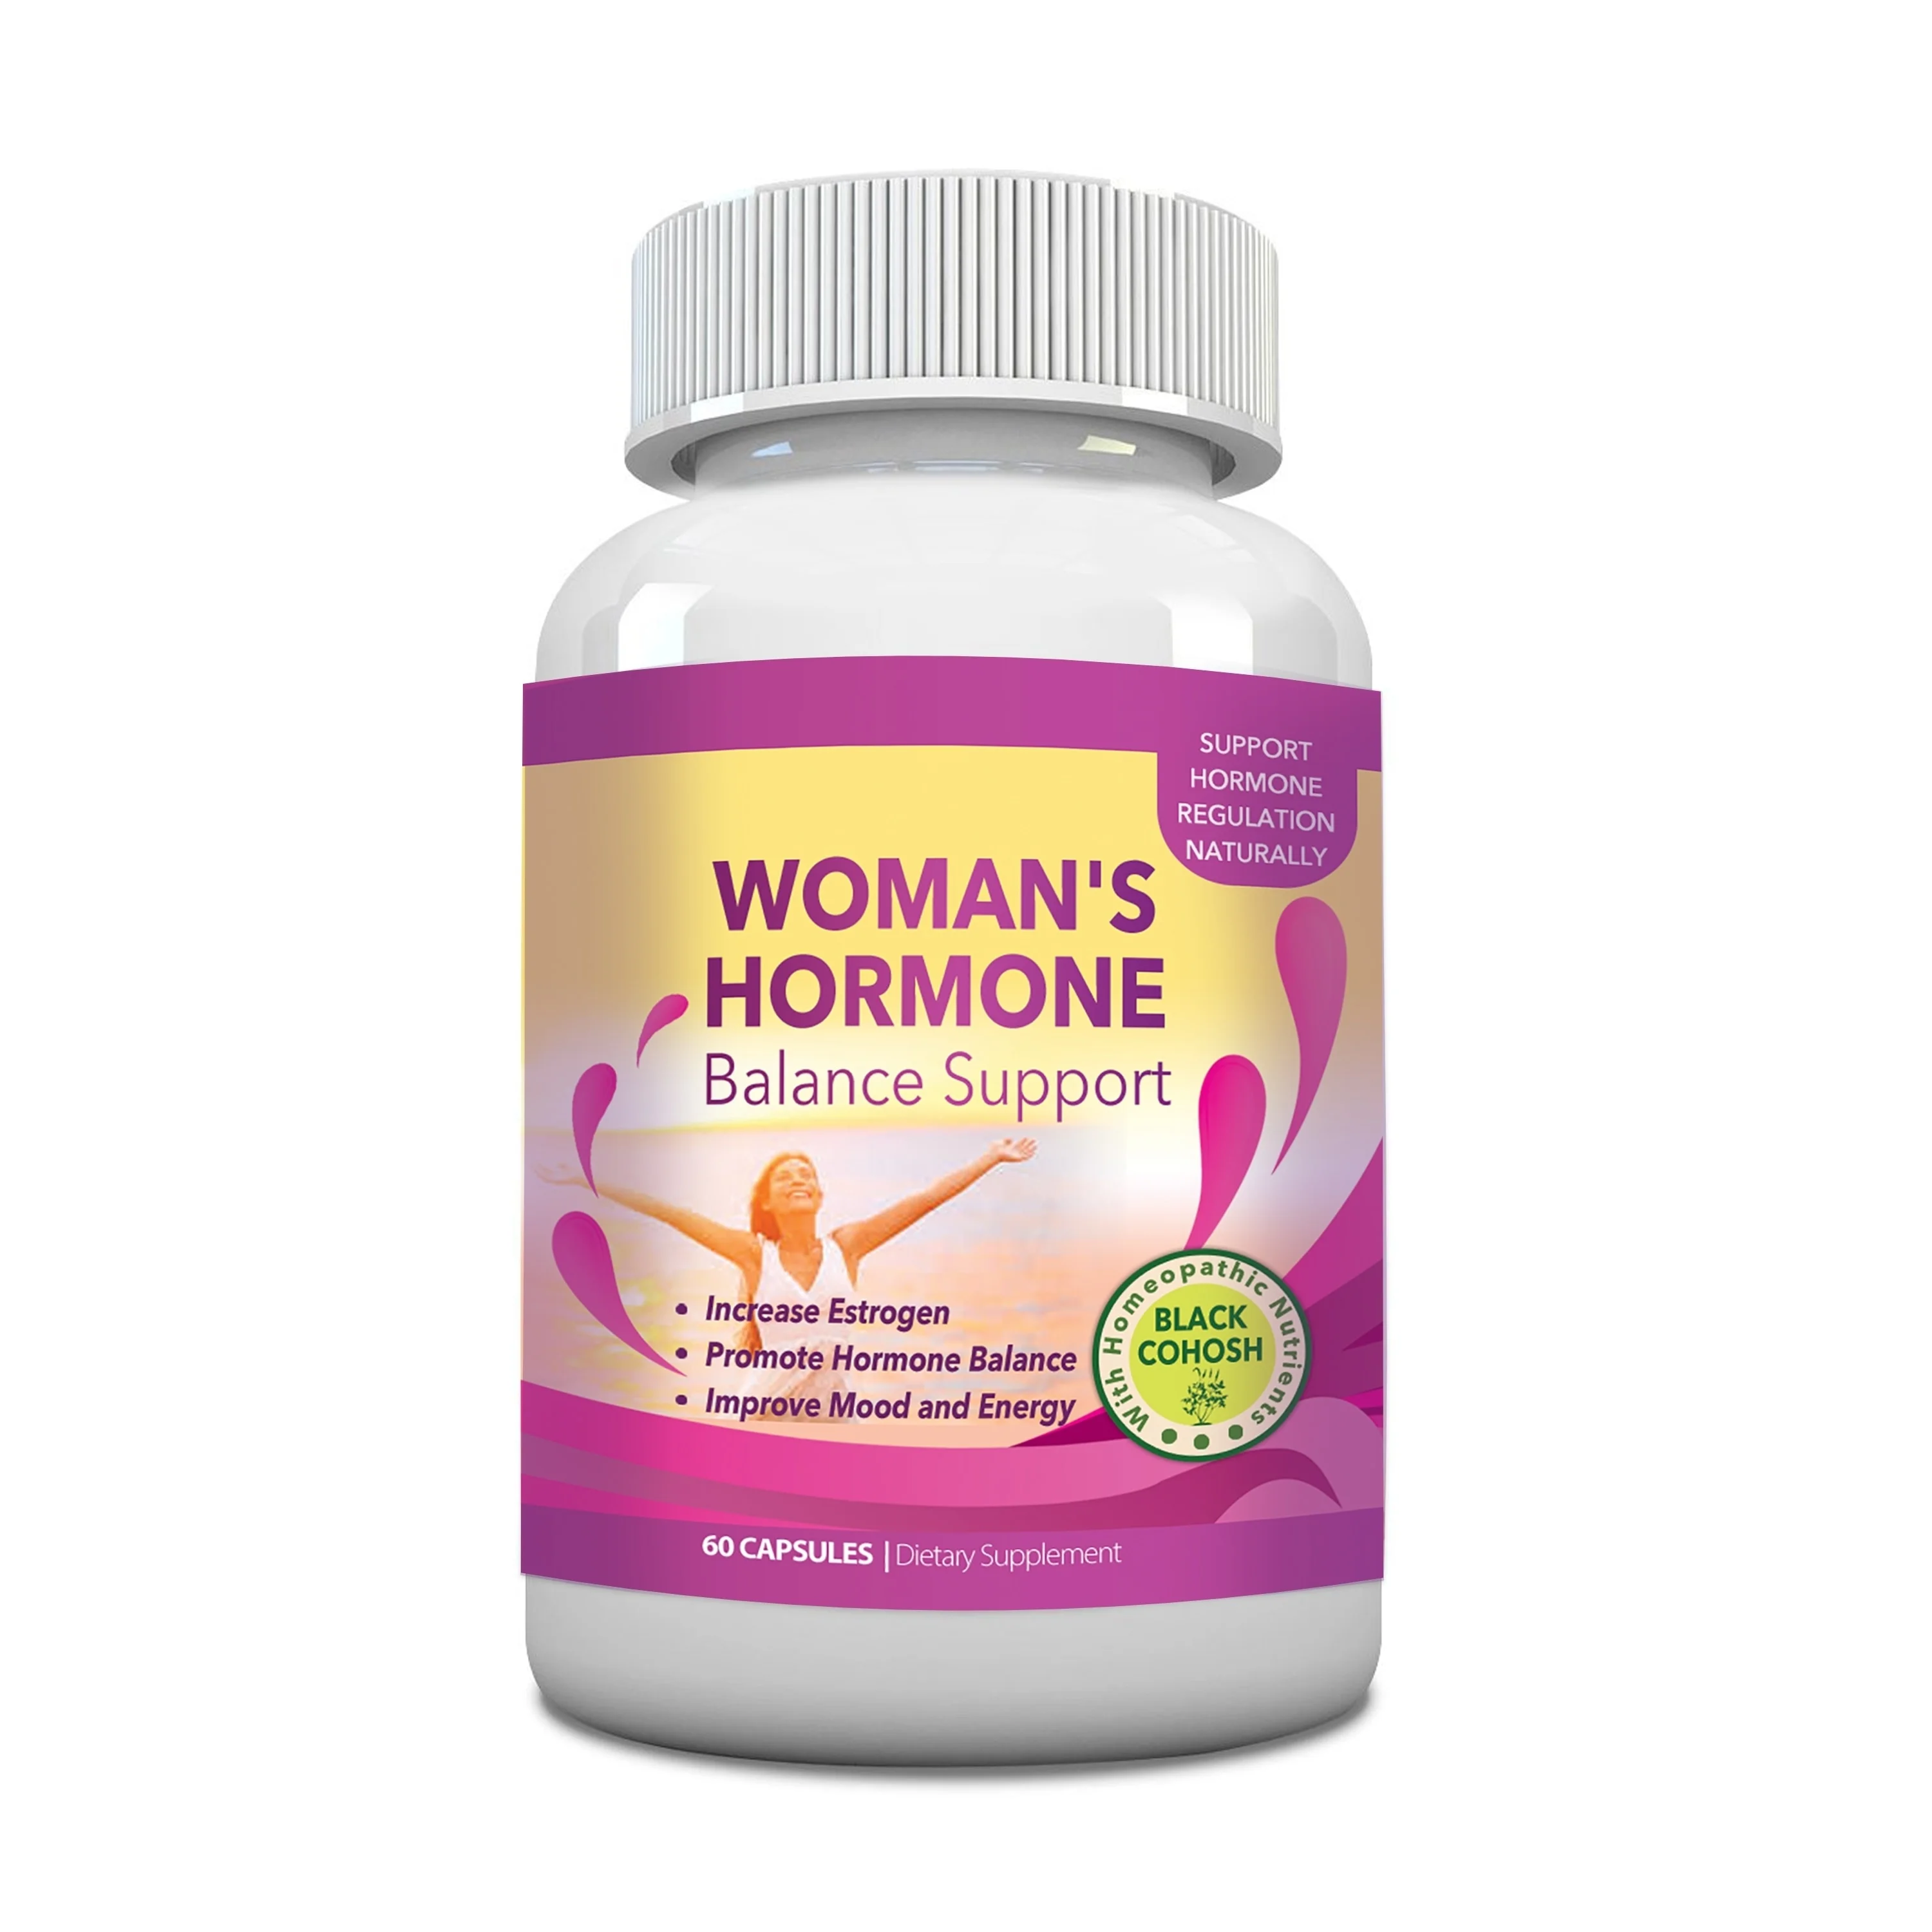 SUPPORT
HORMONE
REGULATION
NATURALLY
WOMAN'S
HORMONE
Balance Support
• Increase Estrogen
• Promote Hormone Balance
• Improve Mood and Energy
With Homeopathic Nutrients
BLACK
COHOSH
60 CAPSULES | Dietary Supplement